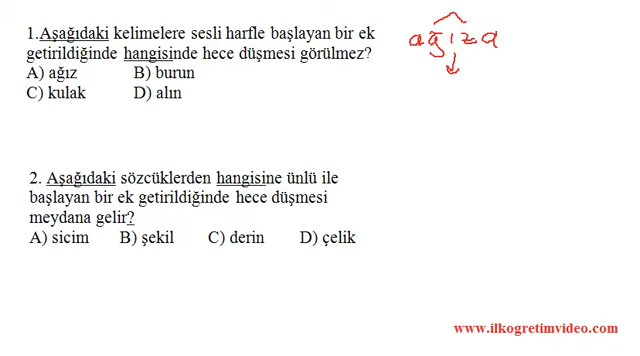 1.Aşağıdaki kelimelere sesli harfle başlayan bir ek
getirildiğinde hangisinde hece düşmesi görülmez?
A) ağız B) burun
C) kulak D) alın
ağıza
2. Aşağıdaki sözcüklerden hangisine ünlü ile
başlayan bir ek getirildiğinde hece düşmesi
meydana gelir?
A) sicim B) şekil C) derin D) çelik
www.ilkogretimvideo.com